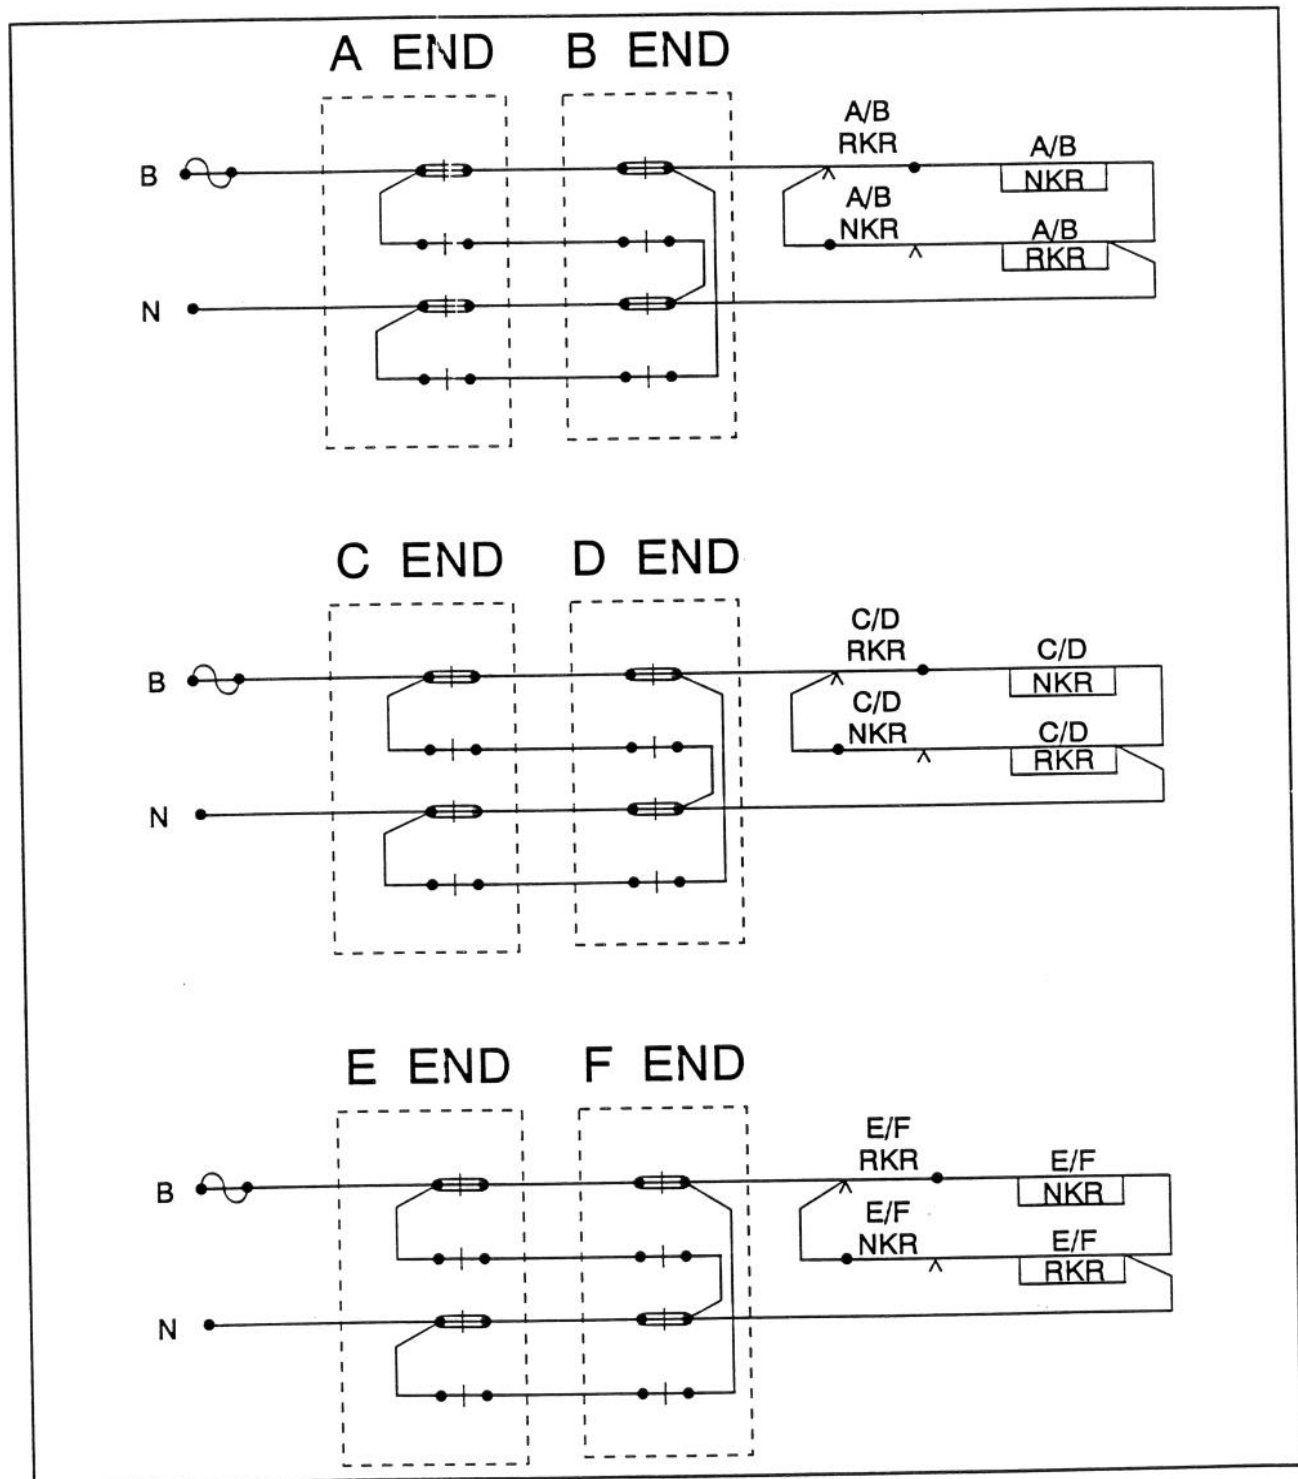 A END B END
A/B
RKR
A/B
NKR
B
A/B
NKR
A/B
RKR
N
C END D END
C/D
RKR
C/D
NKR
B
C/D
NKR
C/D
RKR
N
E END F END
E/F
RKR
E/F
NKR
B
E/F
NKR
E/F
RKR
N